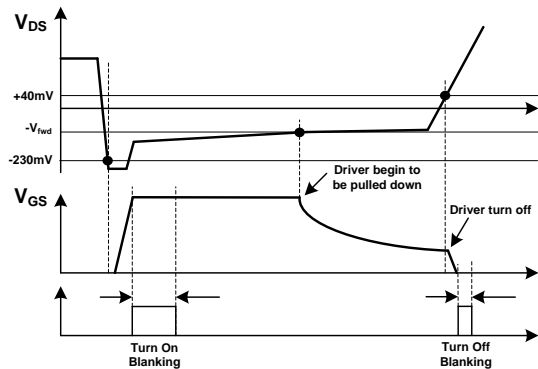 VDS
+40mV
-Vfwd
-230mV
VGS
Driver begin to
be pulled down
Driver turn off
Turn On
Blanking
Turn Off
Blanking